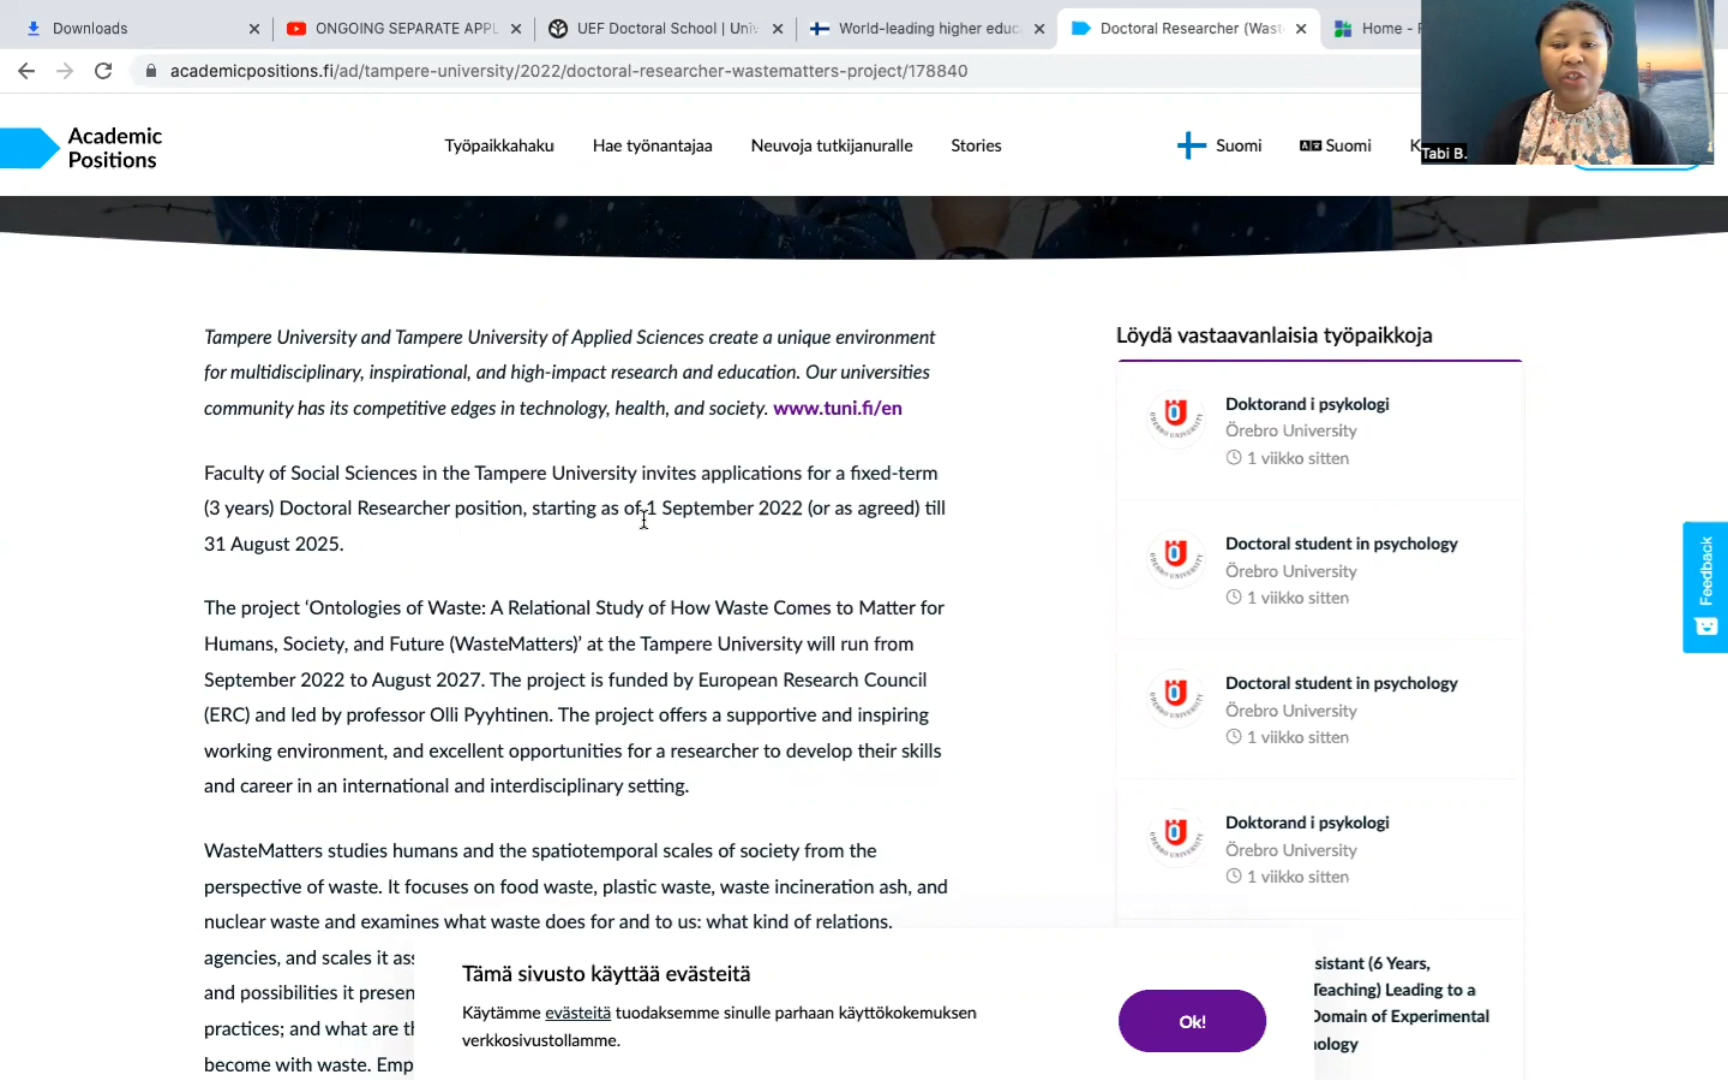 Downloads
ONGOING SEPARATE APPL
UEF Doctoral School | Univ
World-leading higher educ
Doctoral Researcher (Wast
Home -
academicpositions.fi/ad/tampere-university/2022/doctoral-researcher-wastematters-project/178840
Tabi B.
Academic
Positions
Työpaikkahaku
Hae työnantajaa
Neuvoja tutkijanuralle
Stories
Suomi
Suomi
Tampere University and Tampere University of Applied Sciences create a unique environment
for multidisciplinary, inspirational, and high-impact research and education. Our universities
community has its competitive edges in technology, health, and society. www.tuni.fi/en
Faculty of Social Sciences in the Tampere University invites applications for a fixed-term
(3 years) Doctoral Researcher position, starting as of 1 September 2022 (or as agreed) till
31 August 2025.
The project ‘Ontologies of Waste: A Relational Study of How Waste Comes to Matter for
Humans, Society, and Future (WasteMatters)’ at the Tampere University will run from
September 2022 to August 2027. The project is funded by European Research Council
(ERC) and led by professor Olli Pyyhtinen. The project offers a supportive and inspiring
working environment, and excellent opportunities for a researcher to develop their skills
and career in an international and interdisciplinary setting.
WasteMatters studies humans and the spatiotemporal scales of society from the
perspective of waste. It focuses on food waste, plastic waste, waste incineration ash, and
nuclear waste and examines what waste does for and to us: what kind of relations,
agencies, and scales it as
and possibilities it presen
practices; and what are th
become with waste. Emp
Löydä vastaavanlaisia työpaikkoja
Doktorand i psykologi
Örebro University
1 viikko sitten
Doctoral student in psychology
Örebro University
1 viikko sitten
Doctoral student in psychology
Örebro University
1 viikko sitten
Doktorand i psykologi
Örebro University
1 viikko sitten
sistant (6 Years,
Teaching) Leading to a
Domain of Experimental
ology
Feedback
Tämä sivusto käyttää evästeitä
Käytämme evästeitä tuodaksemme sinulle parhaan käyttökokemuksen
verkkosivustollamme.
Ok!